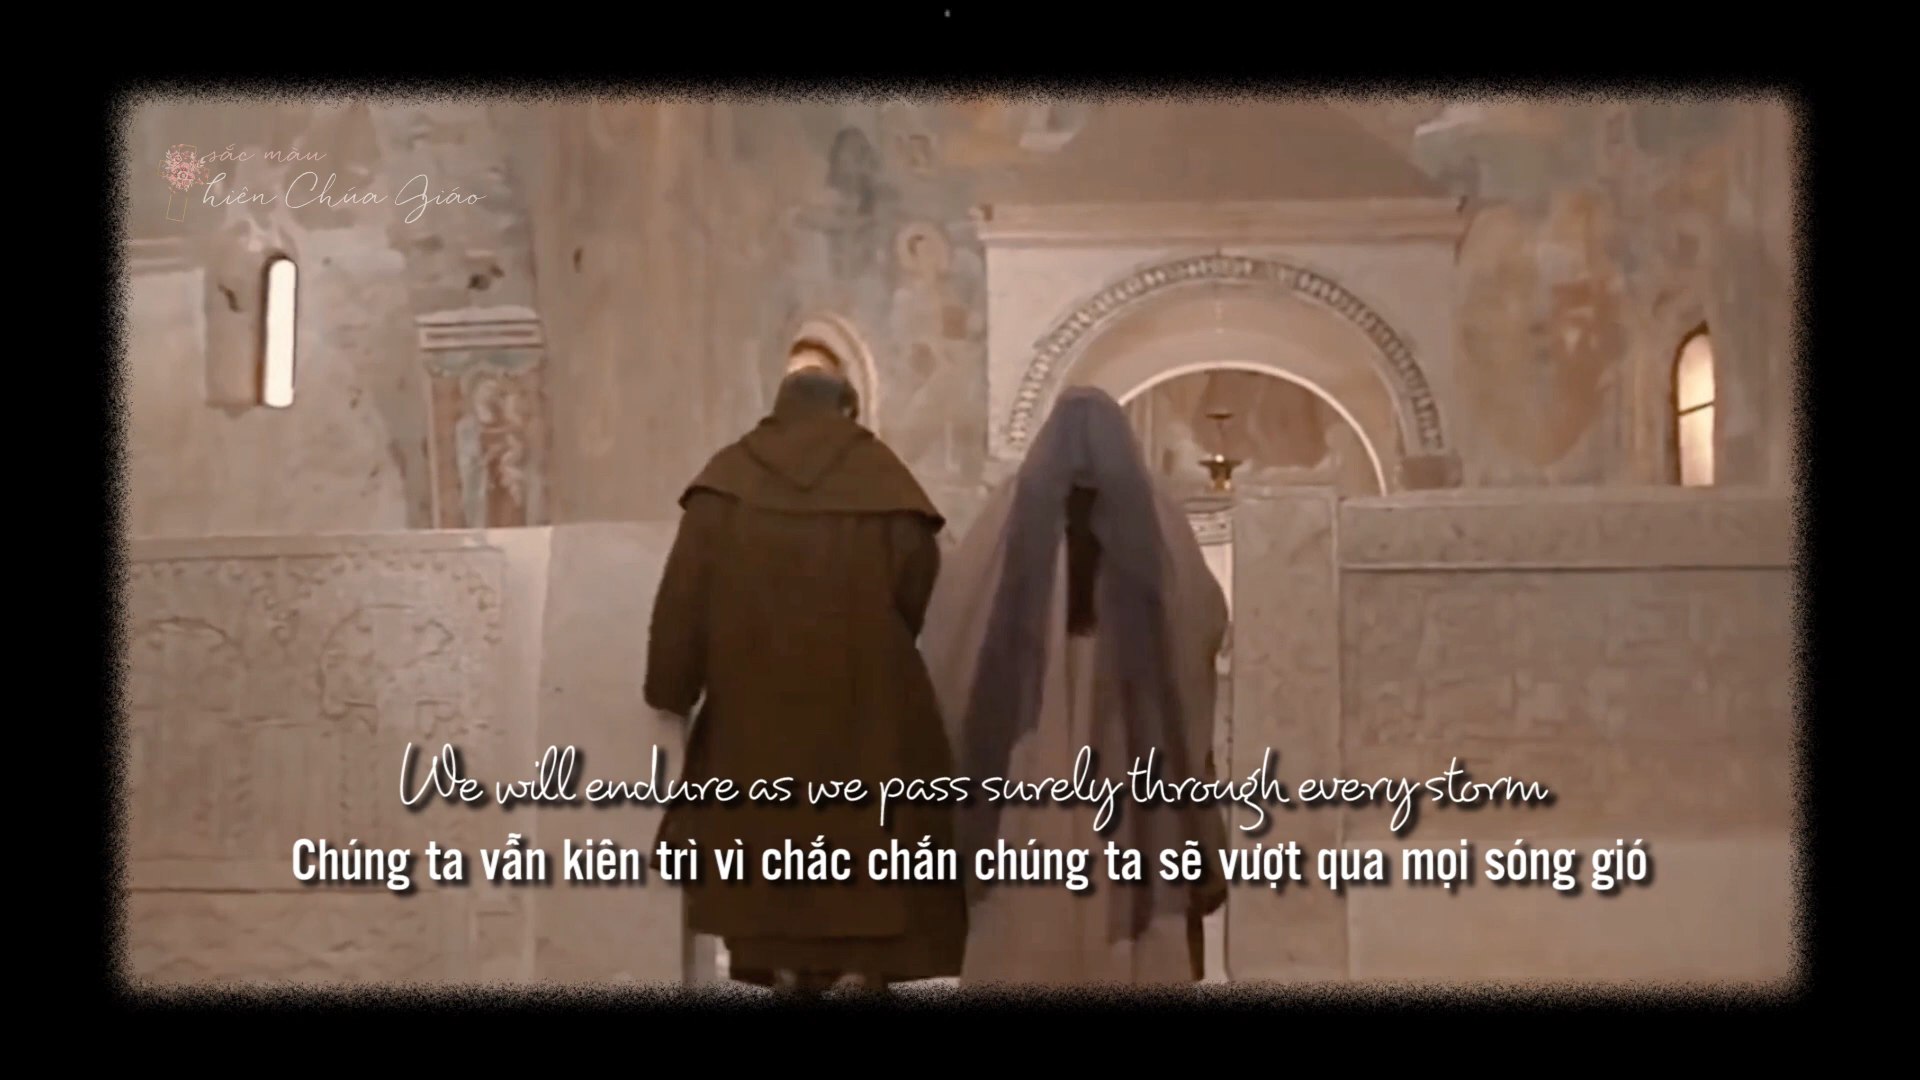 sắc màu
hiên Chúa Giáo
We will endure as we pass surely through every storm
Chúng ta vẫn kiên trì vì chắc chắn chúng ta sẽ vượt qua mọi sóng gió